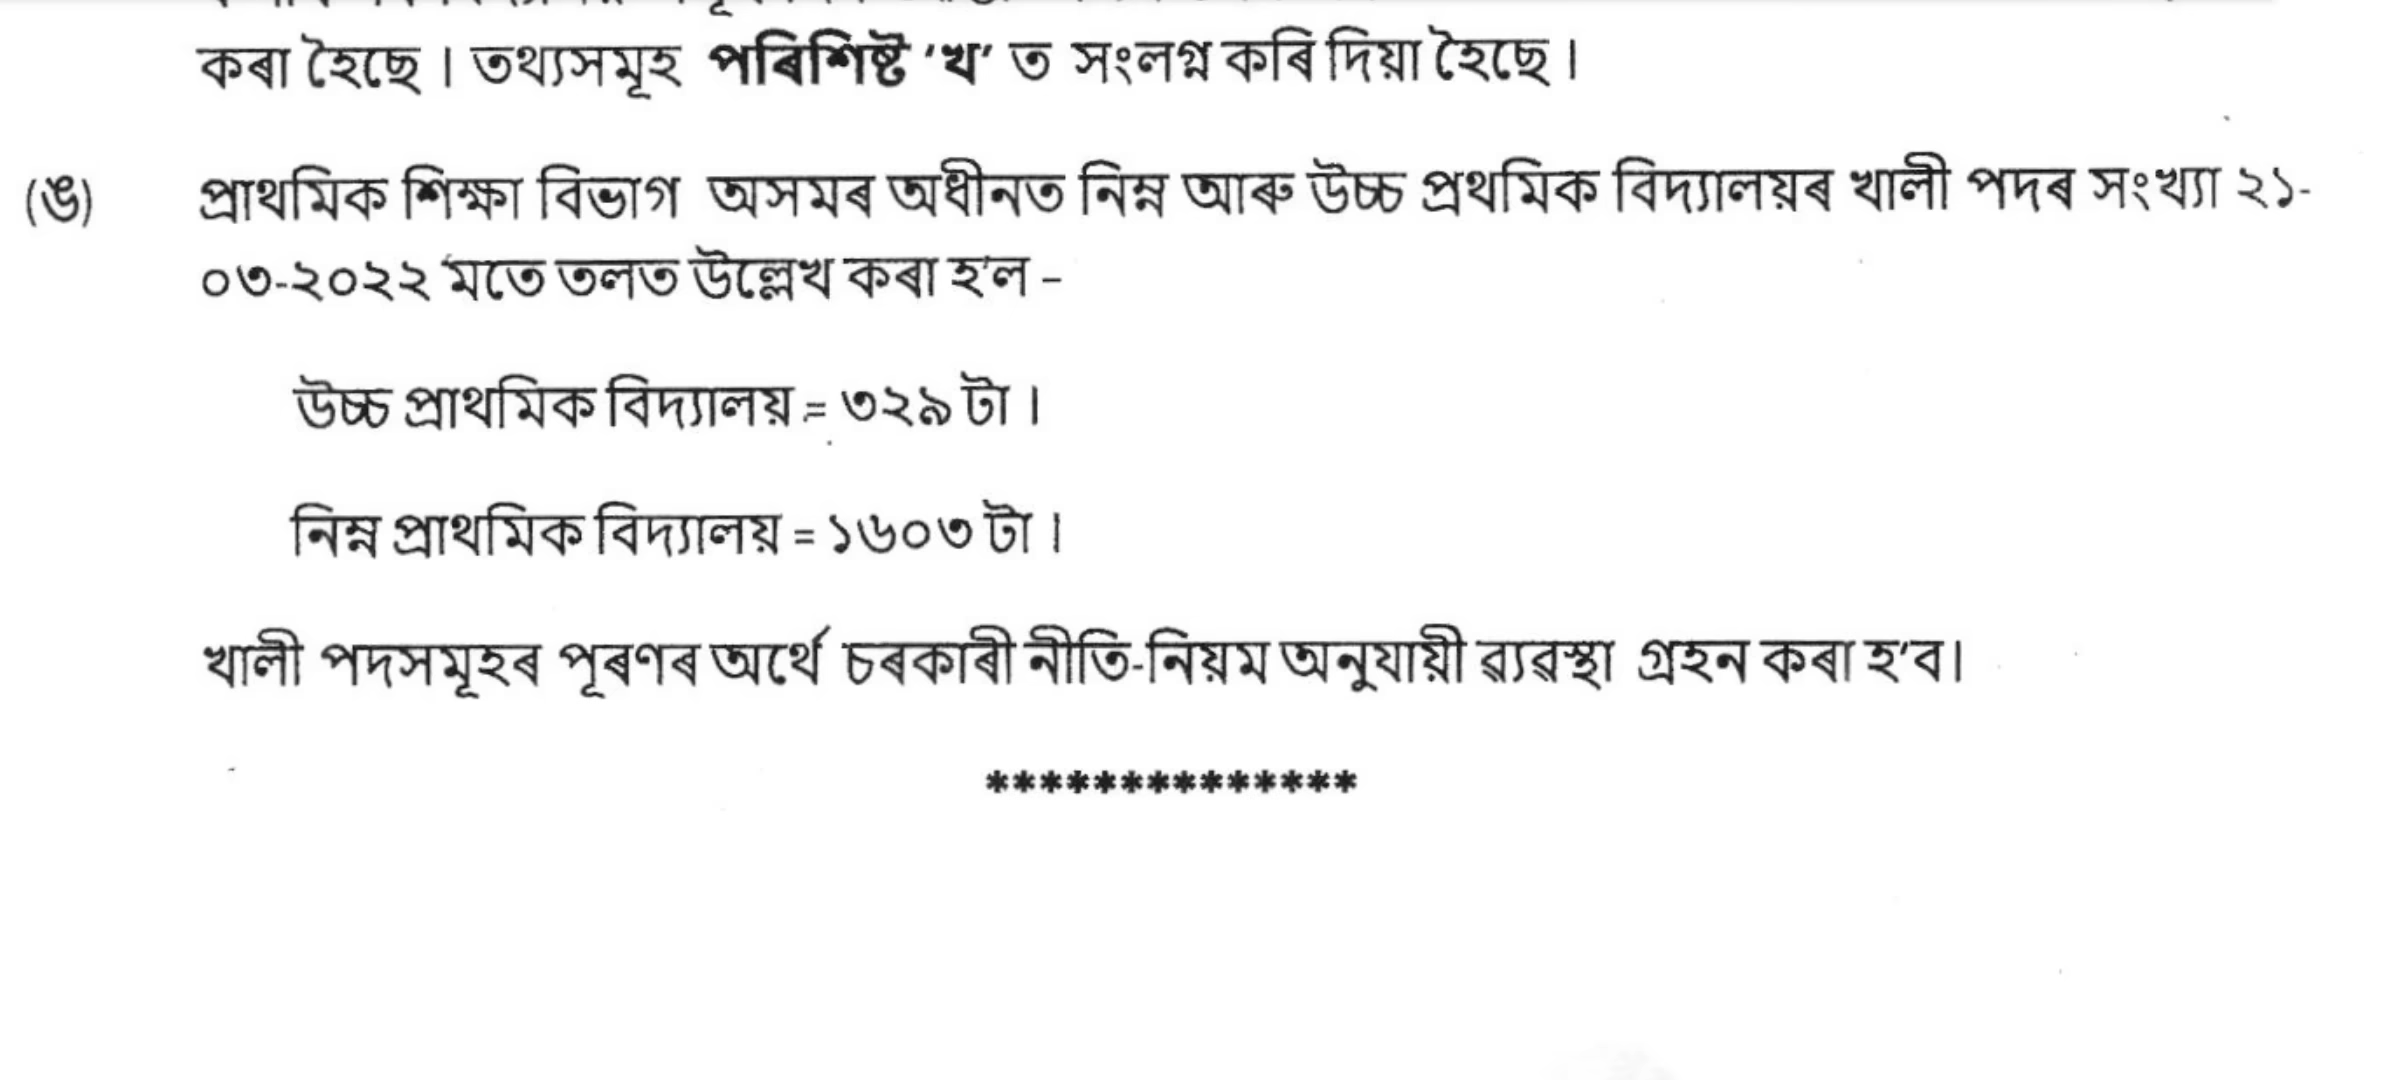 কৰা হৈছে । তথ্যসমূহ পৰিশিষ্ট ‘খ’ ত সংলগ্ন কৰি দিয়া হৈছে ।
(ঙ) প্ৰাথমিক শিক্ষা বিভাগ অসমৰ অধীনত নিম্ন আৰু উচ্চ প্ৰথমিক বিদ্যালয়ৰ খালী পদৰ সংখ্যা ২১-
০৩-২০২২ মতে তলত উল্লেখ কৰা হ'ল –
উচ্চ প্ৰাথমিক বিদ্যালয় = ৩২৯ টা ।
নিম্ন প্ৰাথমিক বিদ্যালয় = ১৬০৩ টা ।
খালী পদসমূহৰ পূৰণৰ অৰ্থে চৰকাৰী নীতি-নিয়ম অনুযায়ী ৱ্যৱস্থা গ্ৰহন কৰা হ’ব।
**************